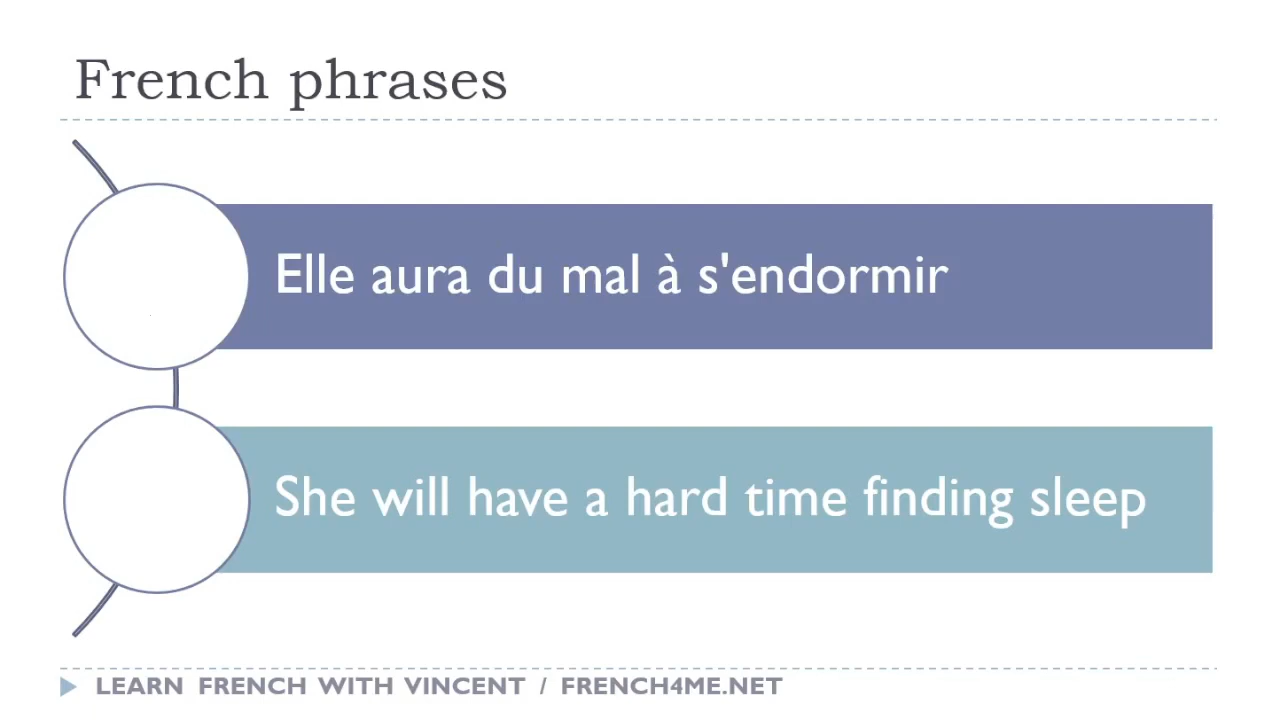 French phrases
Elle aura du mal à s'endormir
She will have a hard time finding sleep
LEARN FRENCH WITH VINCENT / FRENCH4ME.NET